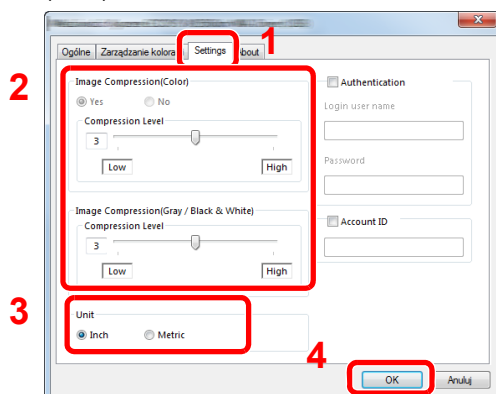 1
Ogólne Zarządzanie kolora Settings bout
2
Image Compression(Color)
Yes No
Compression Level
3
Low High
Image Compression(Gray / Black & White)
Compression Level
3
Low High
Authentication
Login user name
Password
Account ID
3
Unit
Inch Metric
4
OK Anuluj